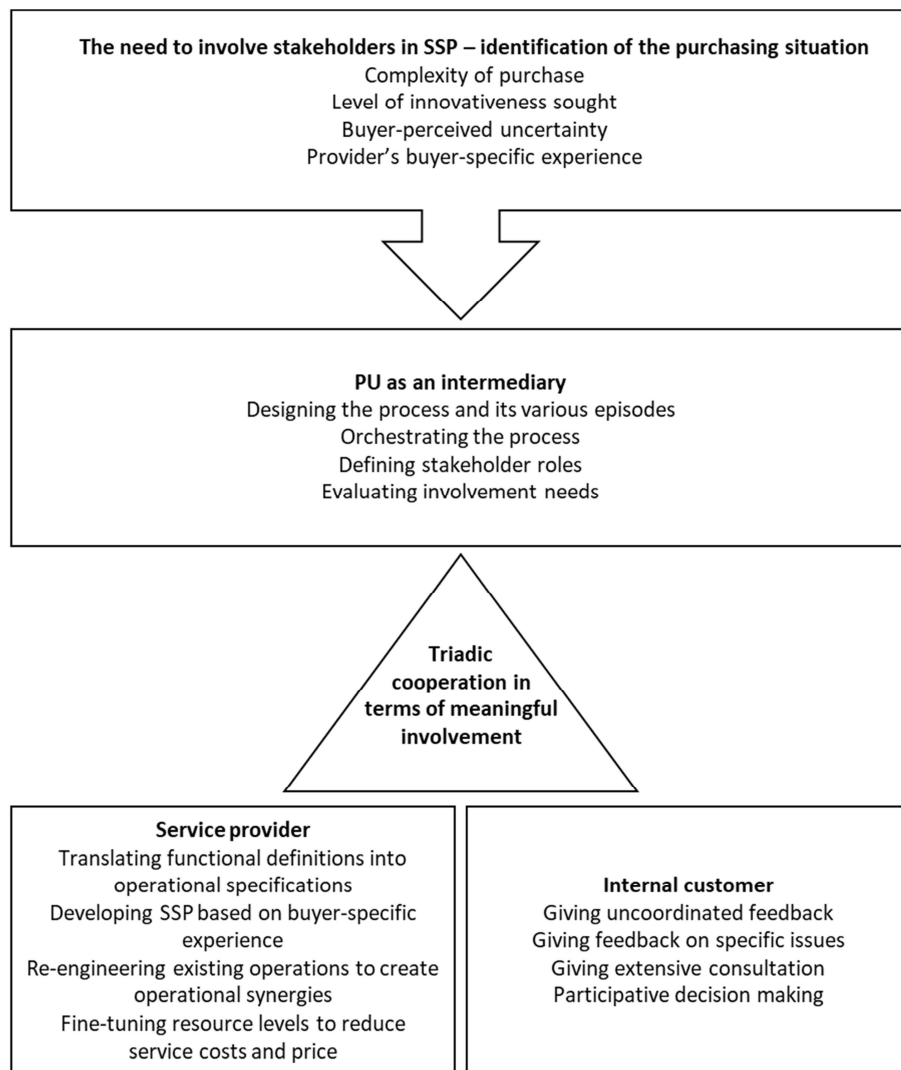 The need to involve stakeholders in SSP – identification of the purchasing situation
Complexity of purchase
Level of innovativeness sought
Buyer-perceived uncertainty
Provider’s buyer-specific experience
PU as an intermediary
Designing the process and its various episodes
Orchestrating the process
Defining stakeholder roles
Evaluating involvement needs
Triadic
cooperation in
terms of meaningful
involvement
Service provider
Translating functional definitions into
operational specifications
Developing SSP based on buyer-specific
experience
Re-engineering existing operations to create
operational synergies
Fine-tuning resource levels to reduce
service costs and price
Internal customer
Giving uncoordinated feedback
Giving feedback on specific issues
Giving extensive consultation
Participative decision making